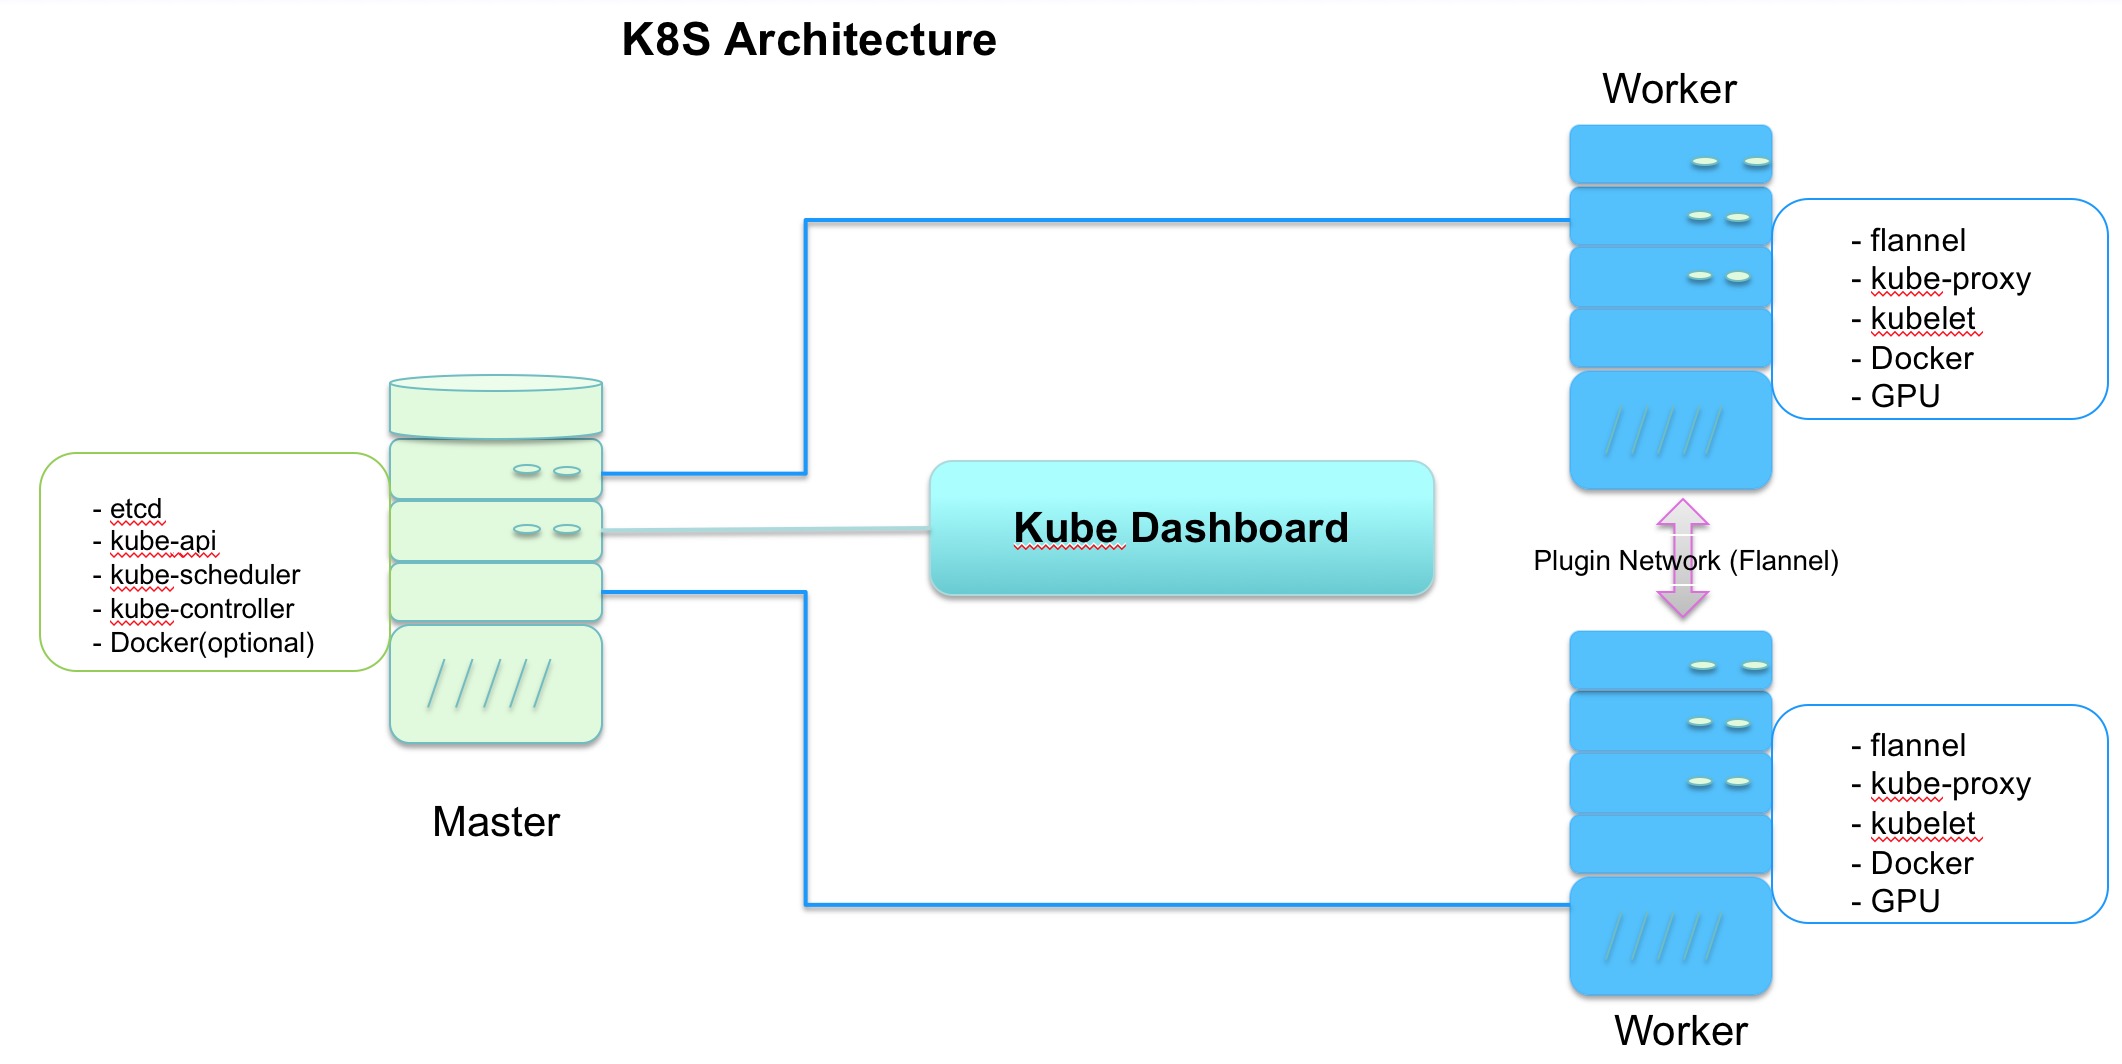 K8S Architecture
Worker
- flannel
- kube-proxy
- kubelet
- Docker
- GPU
- etcd
- kube-api
- kube-scheduler
- kube-controller
- Docker(optional)
Master
Kube Dashboard
Plugin Network (Flannel)
- flannel
- kube-proxy
- kubelet
- Docker
- GPU
Worker